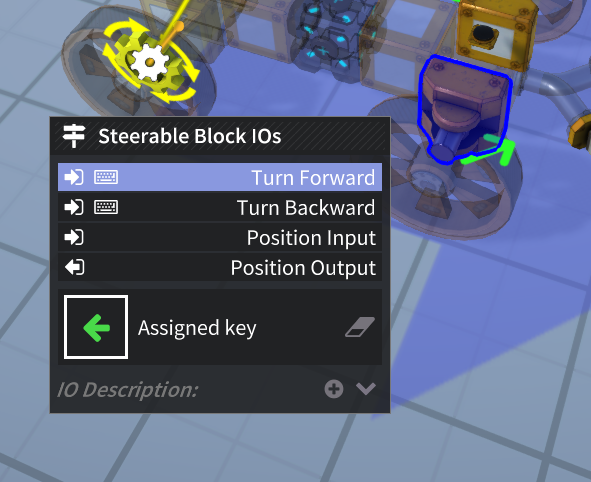 Steerable Block IOs
Turn Forward
Turn Backward
Position Input
Position Output
Assigned key
IO Description: